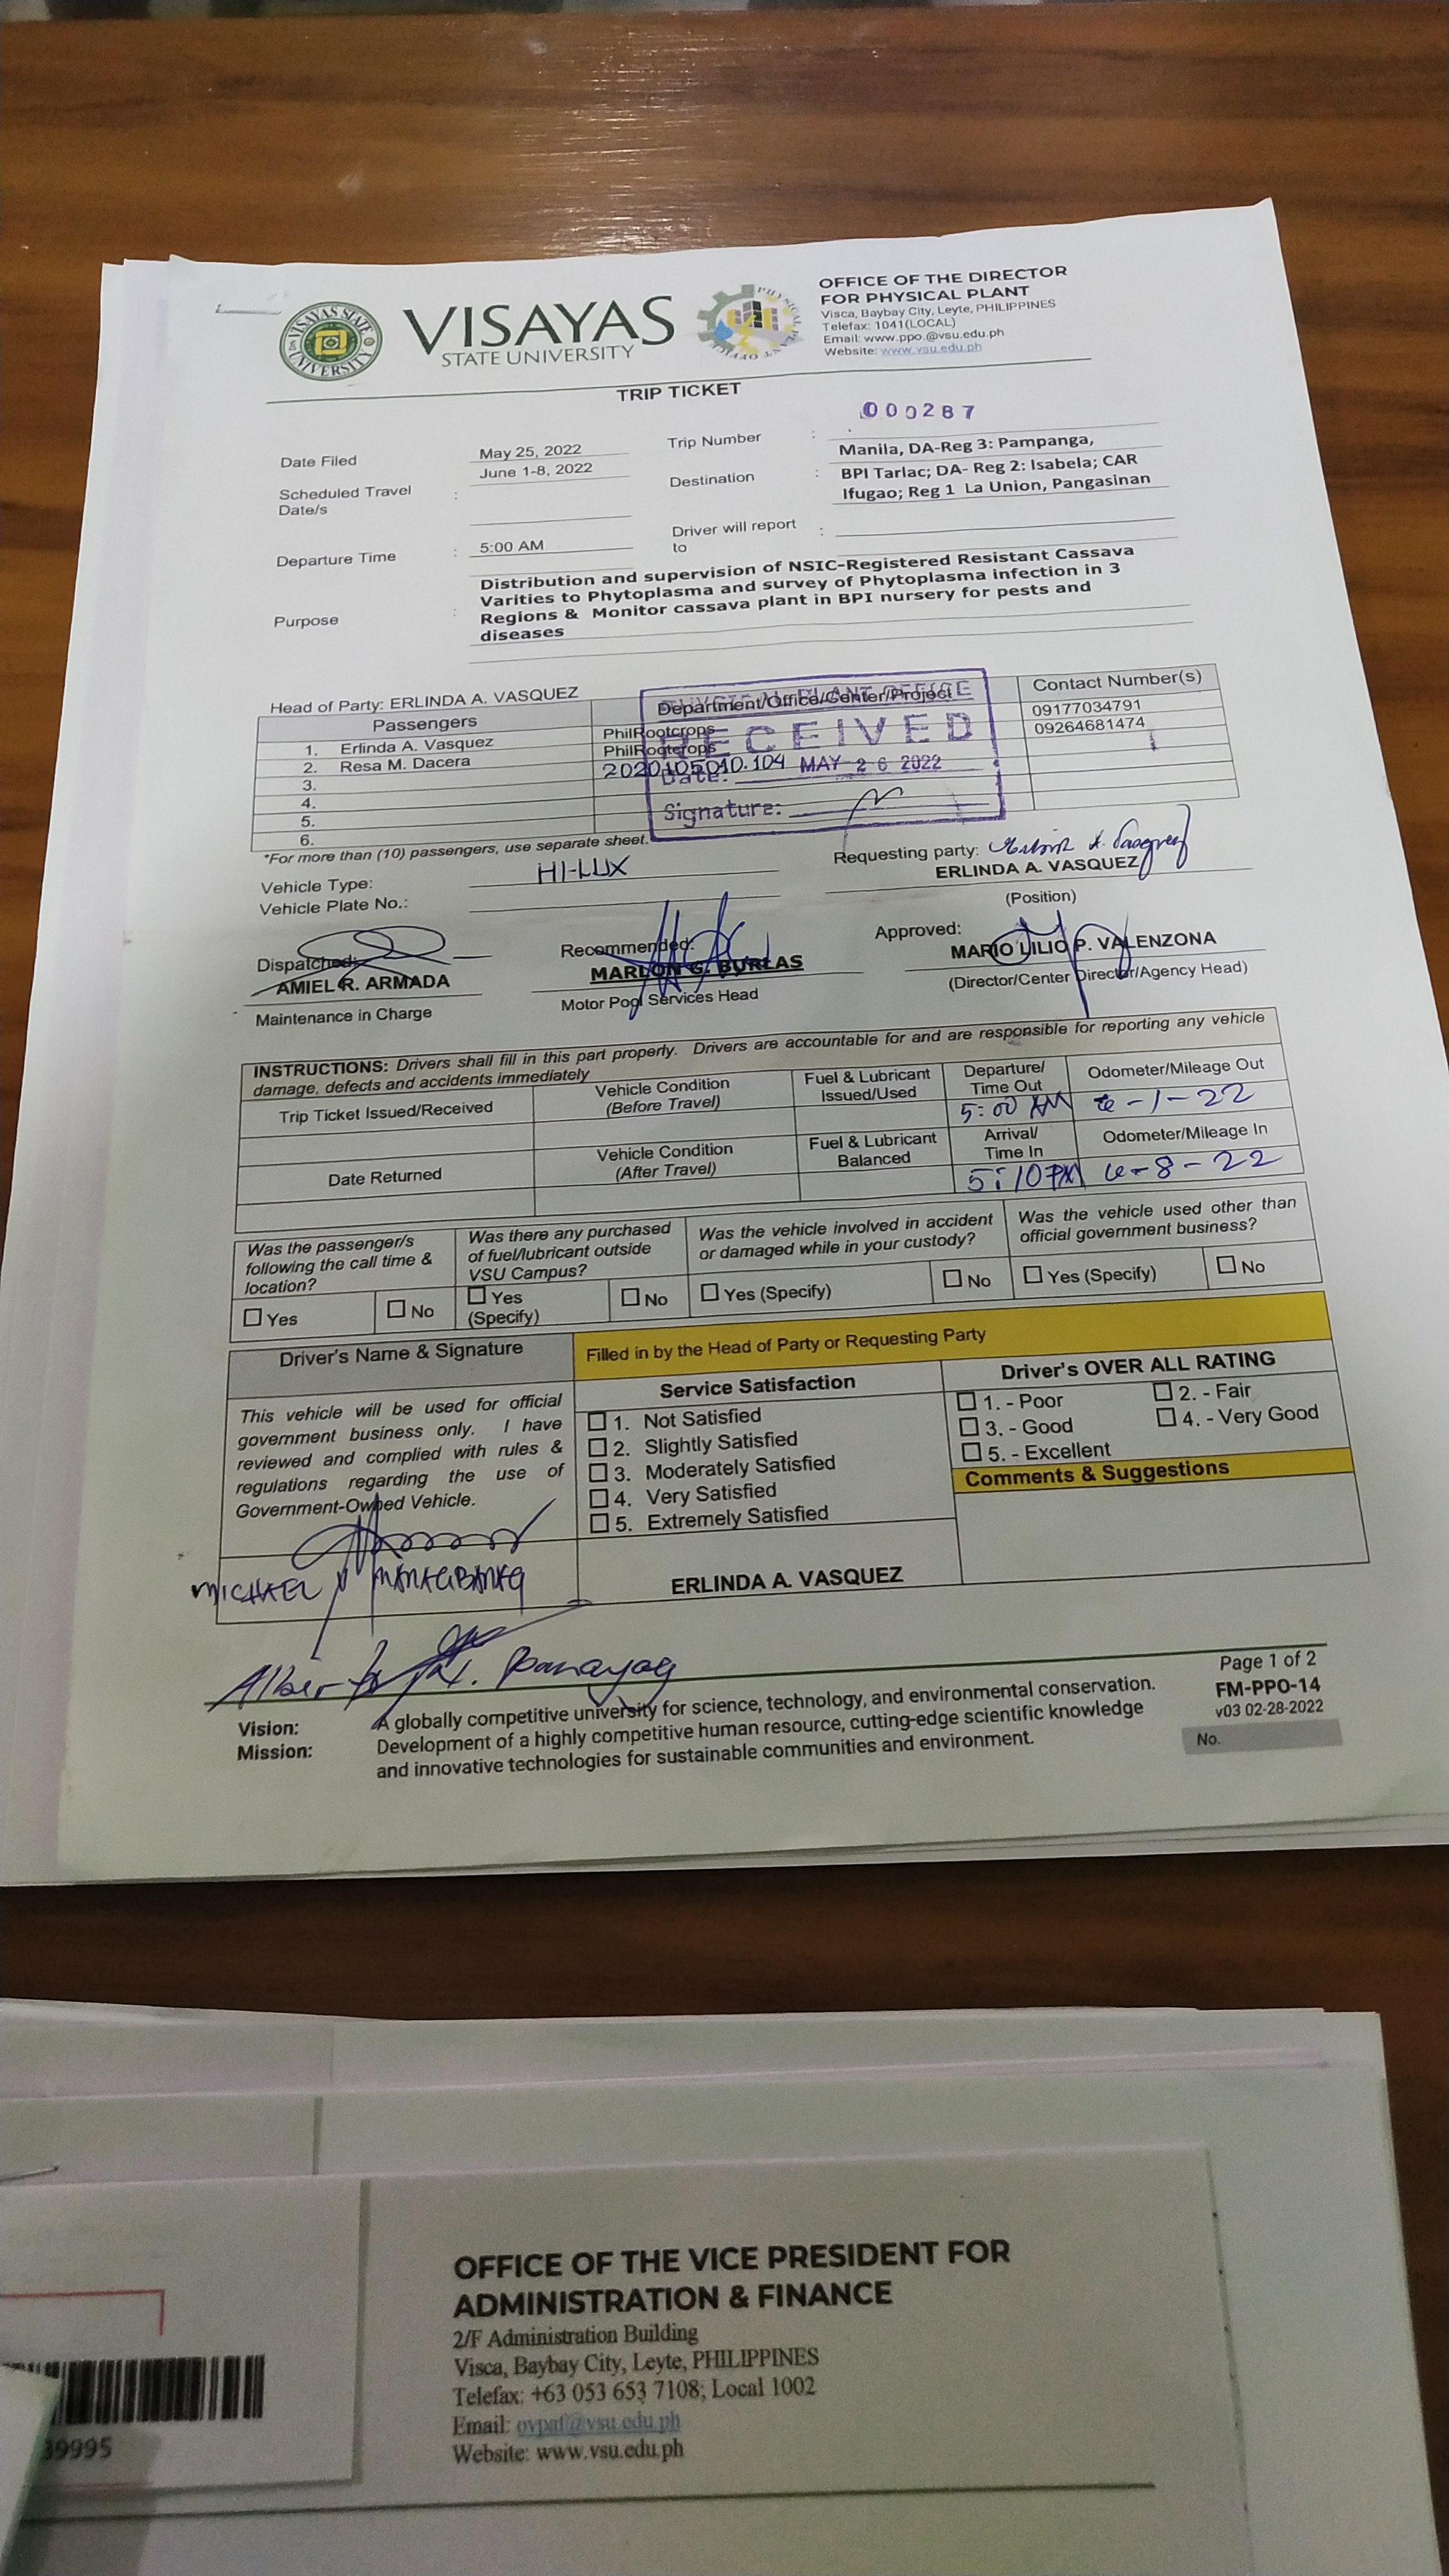 VISAYAS
STATE UNIVERSITY
OFFICE OF THE DIRECTOR
FOR PHYSICAL PLANT
Visca, Baybay City, Leyte, PHILIPPINES
Telefax: 1041(LOCAL)
Email: www.ppo.@vsu.edu.ph
Website: www.vsu.edu.ph
TRIP TICKET
Date Filed May 25, 2022 Trip Number : 000287
Scheduled Travel Date/s : June 1-8, 2022
Destination : Manila, DA-Reg 3: Pampanga,
BPI Tarlac; DA- Reg 2: Isabela; CAR
Ifugao; Reg 1 La Union, Pangasinan
Departure Time : 5:00 AM Driver will report to :
Purpose : Distribution and supervision of NSIC-Registered Resistant Cassava
Varities to Phytoplasma and survey of Phytoplasma infection in 3
Regions & Monitor cassava plant in BPI nursery for pests and
diseases
Head of Party: ERLINDA A. VASQUEZ
Passengers Department/Office/Center/Project Contact Number(s)
1. Erlinda A. Vasquez PhilRootcrops 09177034791
2. Resa M. Dacera PhilRootcrops 09264681474
3. 2020105010.104
4.
5.
6.
PHYSICAL PLANT OFFICE
RECEIVED
Date: MAY 26 2022
Signature:
*For more than (10) passengers, use separate sheet.
Vehicle Type: HI-LUX
Vehicle Plate No.:
Requesting party:
ERLINDA A. VASQUEZ
(Position)
Dispatched:
AMIEL R. ARMADA
Maintenance in Charge
Recommended:
MARLON G. BURLAS
Motor Pool Services Head
Approved:
MARIO LILIO P. VALENZONA
(Director/Center Director/Agency Head)
INSTRUCTIONS: Drivers shall fill in this part properly. Drivers are accountable for and are responsible for reporting any vehicle
damage, defects and accidents immediately
Trip Ticket Issued/Received Vehicle Condition (Before Travel) Fuel & Lubricant Issued/Used Departure/ Time Out Odometer/Mileage Out
5:00 AM 6-1-22
Date Returned Vehicle Condition (After Travel) Fuel & Lubricant Balanced Arrival/ Time In Odometer/Mileage In
5:10 PM 6-8-22
Was the passenger/s following the call time & location?
Was there any purchased of fuel/lubricant outside VSU Campus?
Was the vehicle involved in accident or damaged while in your custody?
Was the vehicle used other than official government business?
Yes No Yes (Specify) No Yes (Specify) No Yes (Specify) No
Driver's Name & Signature
Filled in by the Head of Party or Requesting Party
This vehicle will be used for official
government business only. I have
reviewed and complied with rules &
regulations regarding the use of
Government-Owned Vehicle.
Service Satisfaction
1. Not Satisfied
2. Slightly Satisfied
3. Moderately Satisfied
4. Very Satisfied
5. Extremely Satisfied
Driver's OVER ALL RATING
1. - Poor 2. - Fair
3. - Good 4. - Very Good
5. - Excellent
Comments & Suggestions
MICHAEL
ERLINDA A. VASQUEZ
Page 1 of 2
FM-PPO-14
v03 02-28-2022
No.
Vision: A globally competitive university for science, technology, and environmental conservation.
Mission: Development of a highly competitive human resource, cutting-edge scientific knowledge
and innovative technologies for sustainable communities and environment.
OFFICE OF THE VICE PRESIDENT FOR
ADMINISTRATION & FINANCE
2/F Administration Building
Visca, Baybay City, Leyte, PHILIPPINES
Telefax: +63 053 653 7108; Local 1002
Email: ovpaf@vsu.edu.ph
Website: www.vsu.edu.ph
39995